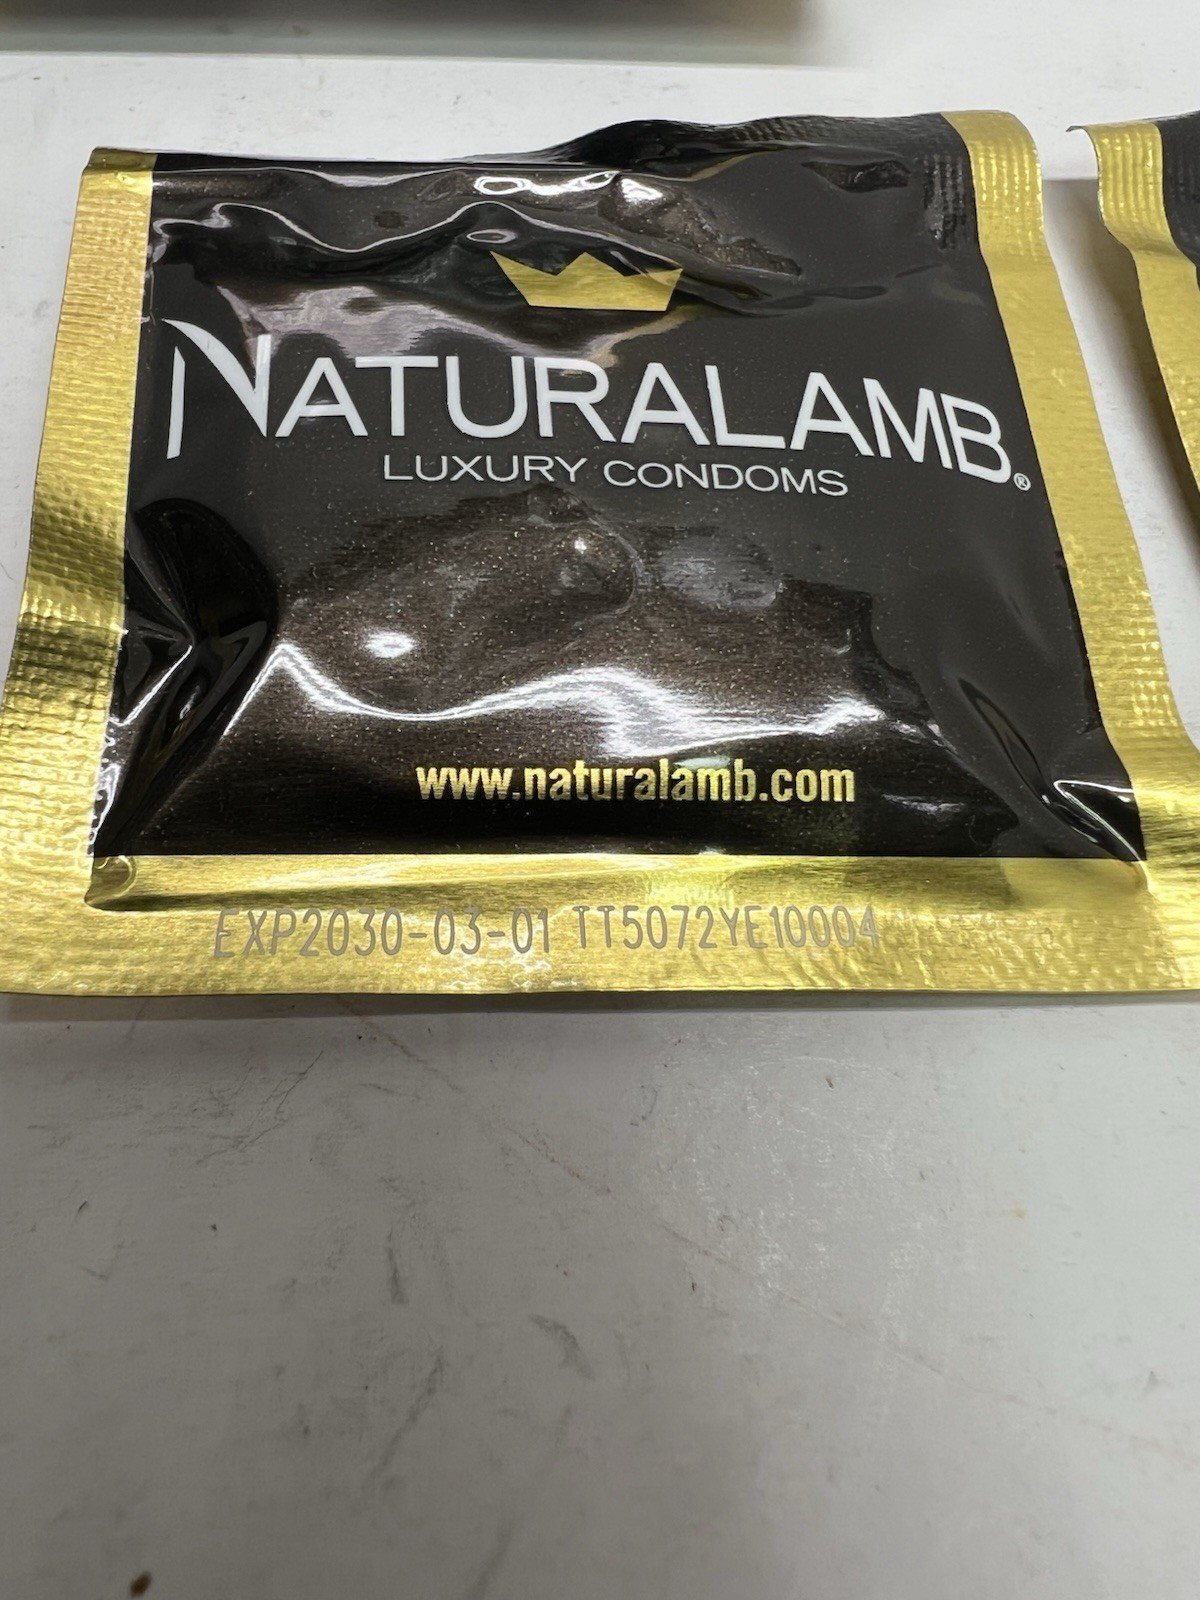 NATURALAMB®
LUXURY CONDOMS
www.naturalamb.com
EXP2030-03-01 TT5072YE10004